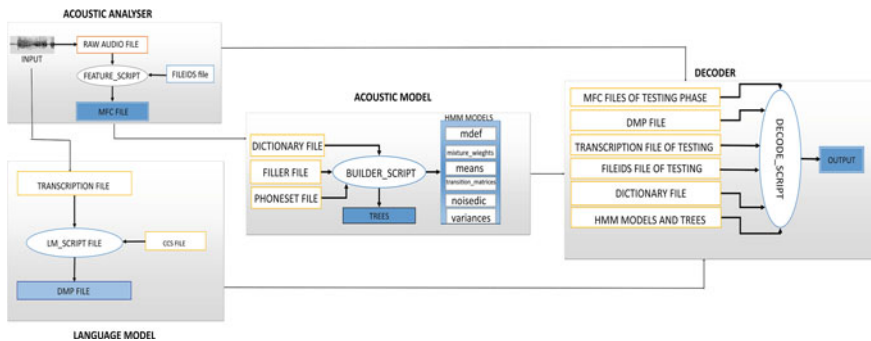 ACOUSTIC ANALYSER
INPUT
RAW AUDIO FILE
FEATURE_SCRIPT
FILEIDS file
MFC FILE
TRANSCRIPTION FILE
LM_SCRIPT FILE
CCS FILE
DMP FILE
LANGUAGE MODEL
ACOUSTIC MODEL
DICTIONARY FILE
FILLER FILE
PHONESET FILE
BUILDER_SCRIPT
TREES
HMM MODELS
mdef
mixture_wieghts
means
transition_matrices
noisedic
variances
DECODER
MFC FILES OF TESTING PHASE
DMP FILE
TRANSCRIPTION FILE OF TESTING
FILEIDS FILE OF TESTING
DICTIONARY FILE
HMM MODELS AND TREES
DECODE_SCRIPT
OUTPUT